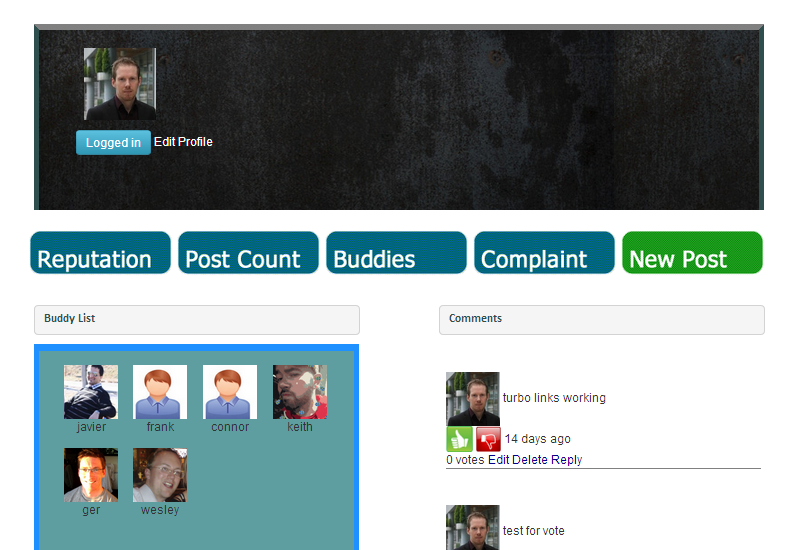 Logged in Edit Profile
Reputation Post Count Buddies Complaint New Post
Buddy List
javier frank connor keith
ger wesley
Comments
turbo links working
14 days ago
0 votes Edit Delete Reply
test for vote